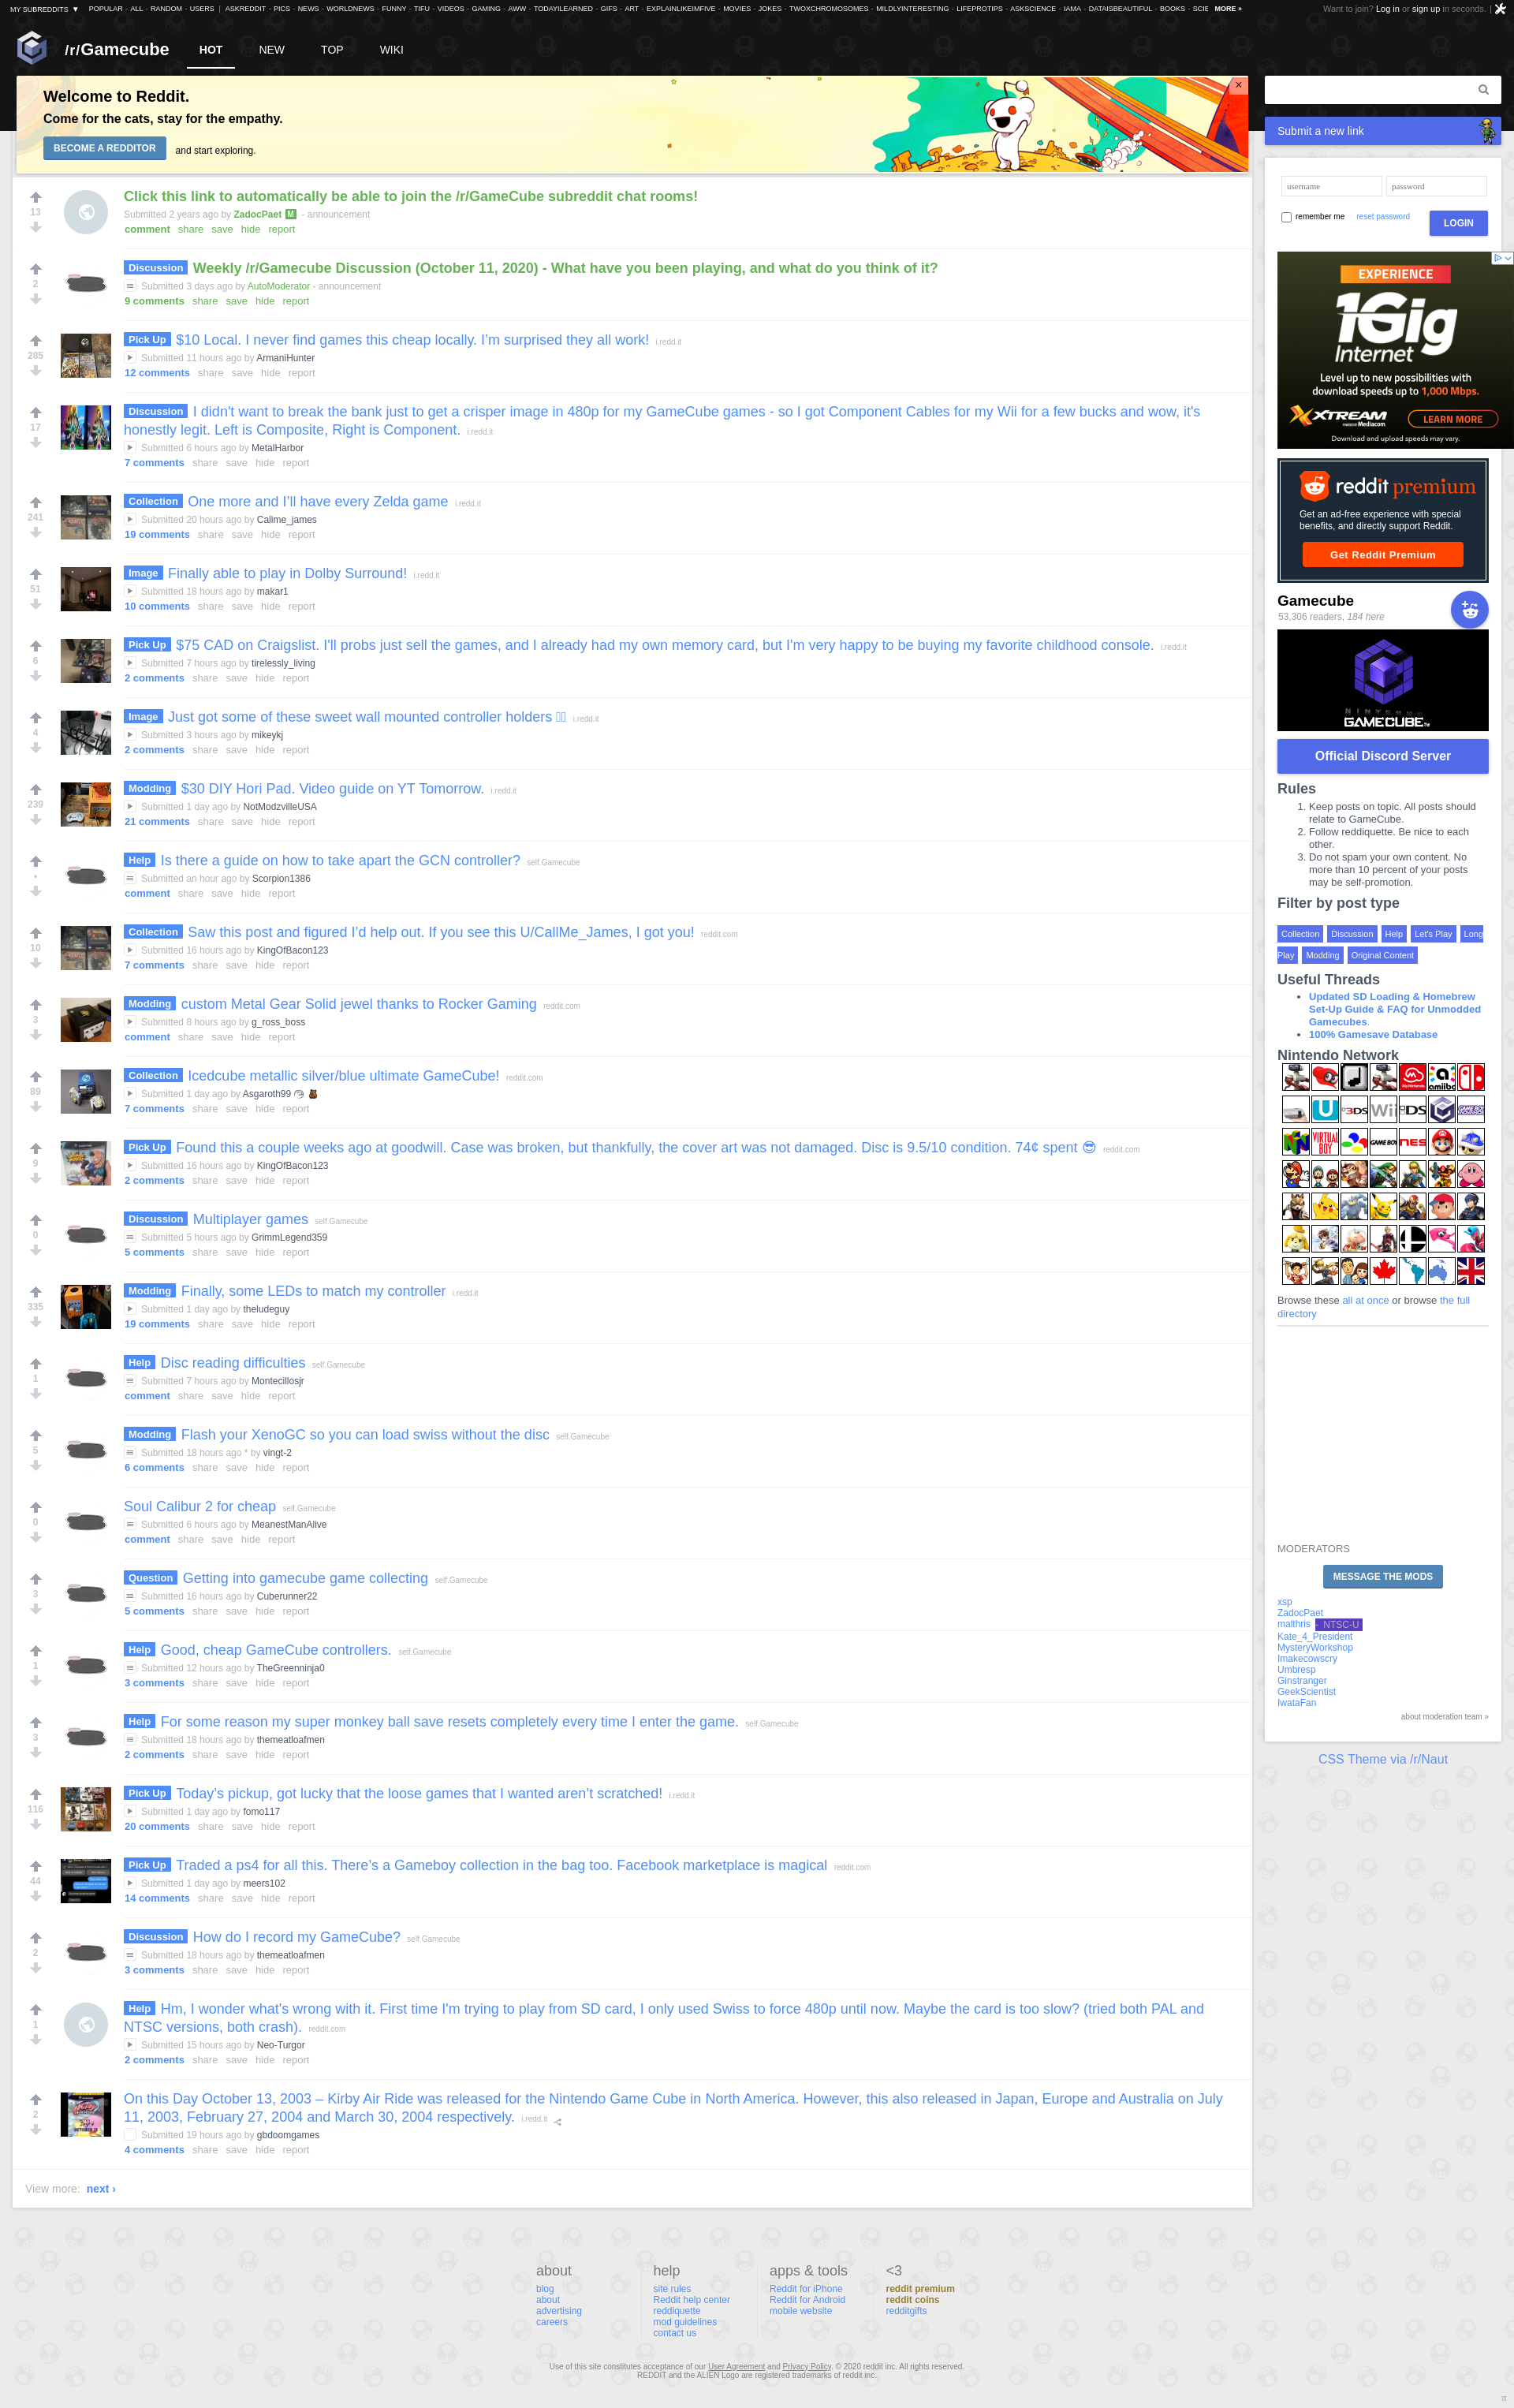 MY SUBREDDITS ▼ POPULAR - ALL - RANDOM - USERS | ASKREDDIT - PICS - NEWS - WORLDNEWS - FUNNY - TIFU - VIDEOS - GAMING - AWW - TODAYILEARNED - GIFS - ART - EXPLAINLIKEIMFIVE - MOVIES - JOKES - TWOXCHROMOSOMES - MILDLYINTERESTING - LIFEPROTIPS - ASKSCIENCE - IAMA - DATAISBEAUTIFUL - BOOKS - SCIE MORE »
Want to join? Log in or sign up in seconds. |
/r/Gamecube HOT NEW TOP WIKI
Welcome to Reddit.
Come for the cats, stay for the empathy.
BECOME A REDDITOR and start exploring.
×
13
Click this link to automatically be able to join the /r/GameCube subreddit chat rooms!
Submitted 2 years ago by ZadocPaet M - announcement
comment share save hide report
2
Discussion Weekly /r/Gamecube Discussion (October 11, 2020) - What have you been playing, and what do you think of it?
Submitted 3 days ago by AutoModerator - announcement
9 comments share save hide report
285
Pick Up $10 Local. I never find games this cheap locally. I’m surprised they all work! i.redd.it
Submitted 11 hours ago by ArmaniHunter
12 comments share save hide report
17
Discussion I didn't want to break the bank just to get a crisper image in 480p for my GameCube games - so I got Component Cables for my Wii for a few bucks and wow, it's
honestly legit. Left is Composite, Right is Component. i.redd.it
Submitted 6 hours ago by MetalHarbor
7 comments share save hide report
241
Collection One more and I’ll have every Zelda game i.redd.it
Submitted 20 hours ago by Callme_james
19 comments share save hide report
51
Image Finally able to play in Dolby Surround! i.redd.it
Submitted 18 hours ago by makar1
10 comments share save hide report
6
Pick Up $75 CAD on Craigslist. I'll probs just sell the games, and I already had my own memory card, but I'm very happy to be buying my favorite childhood console. i.redd.it
Submitted 7 hours ago by tirelessly_living
2 comments share save hide report
4
Image Just got some of these sweet wall mounted controller holders i.redd.it
Submitted 3 hours ago by mikeykj
2 comments share save hide report
239
Modding $30 DIY Hori Pad. Video guide on YT Tomorrow. i.redd.it
Submitted 1 day ago by NotModzvilleUSA
21 comments share save hide report
•
Help Is there a guide on how to take apart the GCN controller? self.Gamecube
Submitted an hour ago by Scorpion1386
comment share save hide report
10
Collection Saw this post and figured I’d help out. If you see this U/CallMe_James, I got you! reddit.com
Submitted 16 hours ago by KingOfBacon123
7 comments share save hide report
3
Modding custom Metal Gear Solid jewel thanks to Rocker Gaming reddit.com
Submitted 8 hours ago by g_ross_boss
comment share save hide report
89
Collection Icedcube metallic silver/blue ultimate GameCube! reddit.com
Submitted 1 day ago by Asgaroth99
7 comments share save hide report
9
Pick Up Found this a couple weeks ago at goodwill. Case was broken, but thankfully, the cover art was not damaged. Disc is 9.5/10 condition. 74¢ spent 😎 reddit.com
Submitted 16 hours ago by KingOfBacon123
2 comments share save hide report
0
Discussion Multiplayer games self.Gamecube
Submitted 5 hours ago by GrimmLegend359
5 comments share save hide report
335
Modding Finally, some LEDs to match my controller i.redd.it
Submitted 1 day ago by theludeguy
19 comments share save hide report
1
Help Disc reading difficulties self.Gamecube
Submitted 7 hours ago by Montecillosjr
comment share save hide report
5
Modding Flash your XenoGC so you can load swiss without the disc self.Gamecube
Submitted 18 hours ago * by vingt-2
6 comments share save hide report
0
Soul Calibur 2 for cheap self.Gamecube
Submitted 6 hours ago by MeanestManAlive
comment share save hide report
3
Question Getting into gamecube game collecting self.Gamecube
Submitted 16 hours ago by Cuberunner22
5 comments share save hide report
1
Help Good, cheap GameCube controllers. self.Gamecube
Submitted 12 hours ago by TheGreenninja0
3 comments share save hide report
3
Help For some reason my super monkey ball save resets completely every time I enter the game. self.Gamecube
Submitted 18 hours ago by themeatloafmen
2 comments share save hide report
116
Pick Up Today’s pickup, got lucky that the loose games that I wanted aren’t scratched! i.redd.it
Submitted 1 day ago by fomo117
20 comments share save hide report
44
Pick Up Traded a ps4 for all this. There’s a Gameboy collection in the bag too. Facebook marketplace is magical reddit.com
Submitted 1 day ago by meers102
14 comments share save hide report
2
Discussion How do I record my GameCube? self.Gamecube
Submitted 18 hours ago by themeatloafmen
3 comments share save hide report
1
Help Hm, I wonder what's wrong with it. First time I'm trying to play from SD card, I only used Swiss to force 480p until now. Maybe the card is too slow? (tried both PAL and
NTSC versions, both crash). reddit.com
Submitted 15 hours ago by Neo-Turgor
2 comments share save hide report
2
On this Day October 13, 2003 – Kirby Air Ride was released for the Nintendo Game Cube in North America. However, this also released in Japan, Europe and Australia on July
11, 2003, February 27, 2004 and March 30, 2004 respectively. i.redd.it
Submitted 19 hours ago by gbdoomgames
4 comments share save hide report
View more: next ›
Submit a new link
username password
remember me reset password LOGIN
EXPERIENCE
1Gig
Internet
Level up to new possibilities with
download speeds up to 1,000 Mbps.
XTREAM
POWERED BY Mediacom
LEARN MORE
Download and upload speeds may vary.
reddit premium
Get an ad-free experience with special
benefits, and directly support Reddit.
Get Reddit Premium
Gamecube
53,306 readers, 184 here
NINTENDO
GAMECUBE™
Official Discord Server
Rules
1. Keep posts on topic. All posts should
relate to GameCube.
2. Follow reddiquette. Be nice to each
other.
3. Do not spam your own content. No
more than 10 percent of your posts
may be self-promotion.
Filter by post type
Collection Discussion Help Let's Play Long
Play Modding Original Content
Useful Threads
• Updated SD Loading & Homebrew
Set-Up Guide & FAQ for Unmodded
Gamecubes.
• 100% Gamesave Database
Nintendo Network
amiibo
U 3DS Wii DS
VIRTUAL BOY GAME BOY NES
Browse these all at once or browse the full
directory
MODERATORS
MESSAGE THE MODS
xsp
ZadocPaet
malthris - NTSC-U
Kate_4_President
MysteryWorkshop
Imakecowscry
Umbresp
Ginstranger
GeekScientist
IwataFan
about moderation team »
CSS Theme via /r/Naut
about
blog
about
advertising
careers
help
site rules
Reddit help center
reddiquette
mod guidelines
contact us
apps & tools
Reddit for iPhone
Reddit for Android
mobile website
<3
reddit premium
reddit coins
redditgifts
Use of this site constitutes acceptance of our User Agreement and Privacy Policy. © 2020 reddit inc. All rights reserved.
REDDIT and the ALIEN Logo are registered trademarks of reddit inc.
π